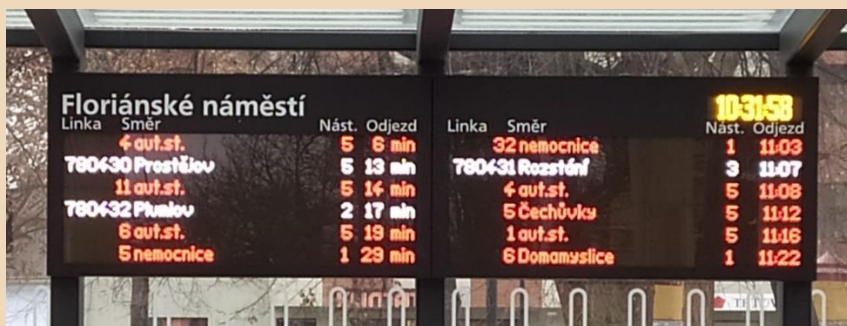 Floriánské náměstí
10:31:58
Linka Směr Nást. Odjezd
4 aut.st. 5 6 min
780430 Prostějov 5 13 min
11 aut.st. 5 14 min
780432 Plumlov 2 17 min
6 aut.st. 5 19 min
5 nemocnice 1 29 min
Linka Směr Nást. Odjezd
32 nemocnice 1 11:03
780431 Rozstání 3 11:07
4 aut.st. 5 11:08
5 Čechůvky 5 11:12
1 aut.st. 5 11:16
6 Domamyslice 1 11:22